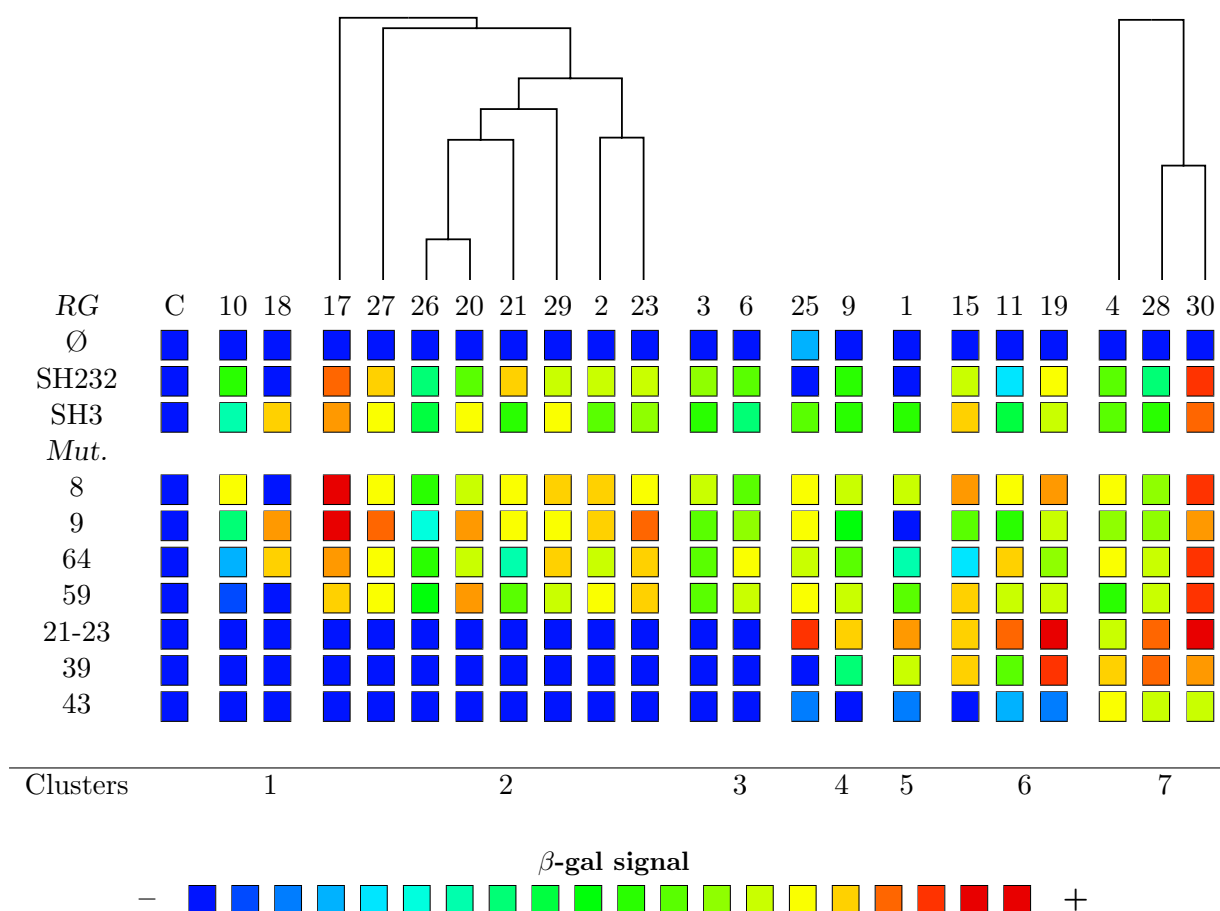 RG C 10 18 17 27 26 20 21 29 2 23 3 6 25 9 1 15 11 19 4 28 30
Ø
SH232
SH3
Mut.
8
9
64
59
21-23
39
43
Clusters 1 2 3 4 5 6 7
β-gal signal
− +